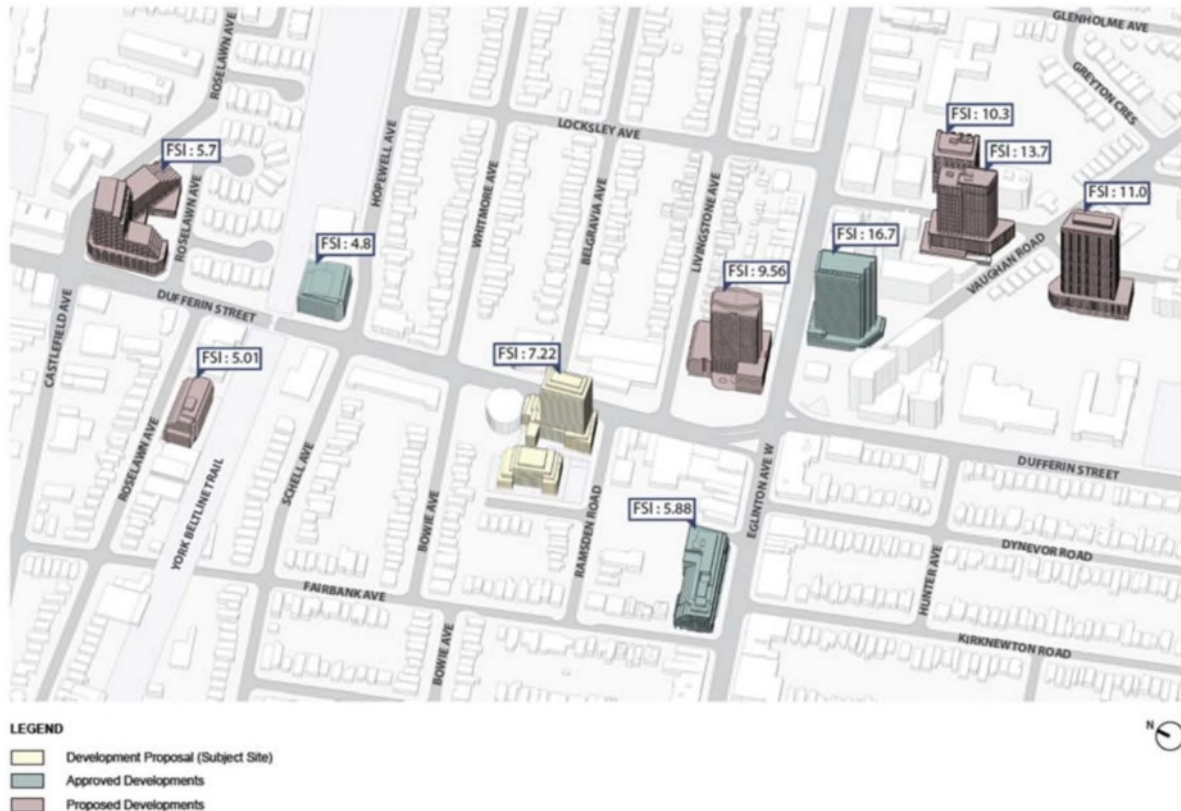 GLENHOLME AVE
ROSELAWN AVE
GREYTON CRES
FSI : 10.3
FSI : 5.7
HOPEWELL AVE
LOCKSLEY AVE
FSI : 13.7
ROSELAWN AVE
WHITMORE AVE
BELGRAVIA AVE
LIVINGSTONE AVE
FSI : 11.0
FSI : 4.8
FSI : 16.7
VAUGHAN ROAD
FSI : 9.56
DUFFERIN STREET
CASTLEFIELD AVE
FSI : 5.01
FSI : 7.22
ROSELAWN AVE
SCHELL AVE
YORK BELTLINE TRAIL
BOWIE AVE
RAMSDEN ROAD
EGLINTON AVE W
DUFFERIN STREET
FSI : 5.88
DYNEVOR ROAD
FAIRBANK AVE
HUNTER AVE
BOWIE AVE
KIRKNEWTON ROAD
LEGEND
N
Development Proposal (Subject Site)
Approved Developments
Proposed Developments